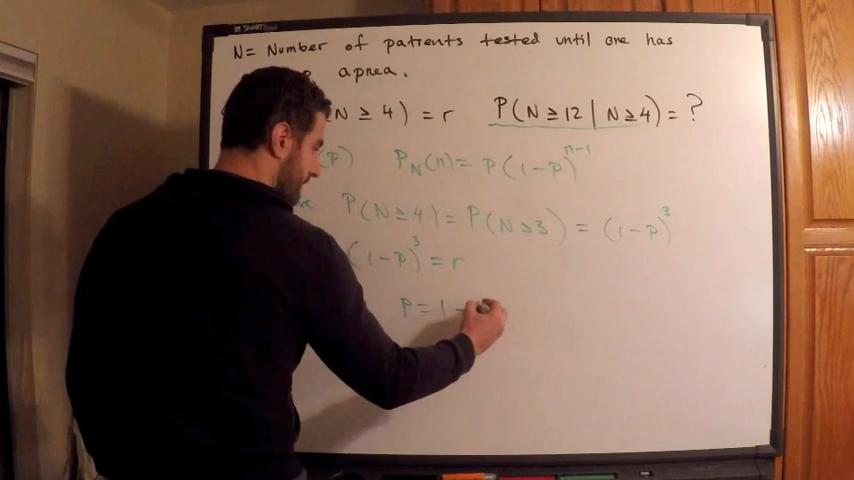 SMART
N = Number of patients tested until one has
apnea.
N ≥ 4) = r P(N ≥ 12 | N ≥ 4) = ?
(p) P_N(n) = p(1-p)^{n-1}
P(N ≥ 4) = P(N > 3) = (1-p)^3
(1-p)^3 = r
p = 1 -